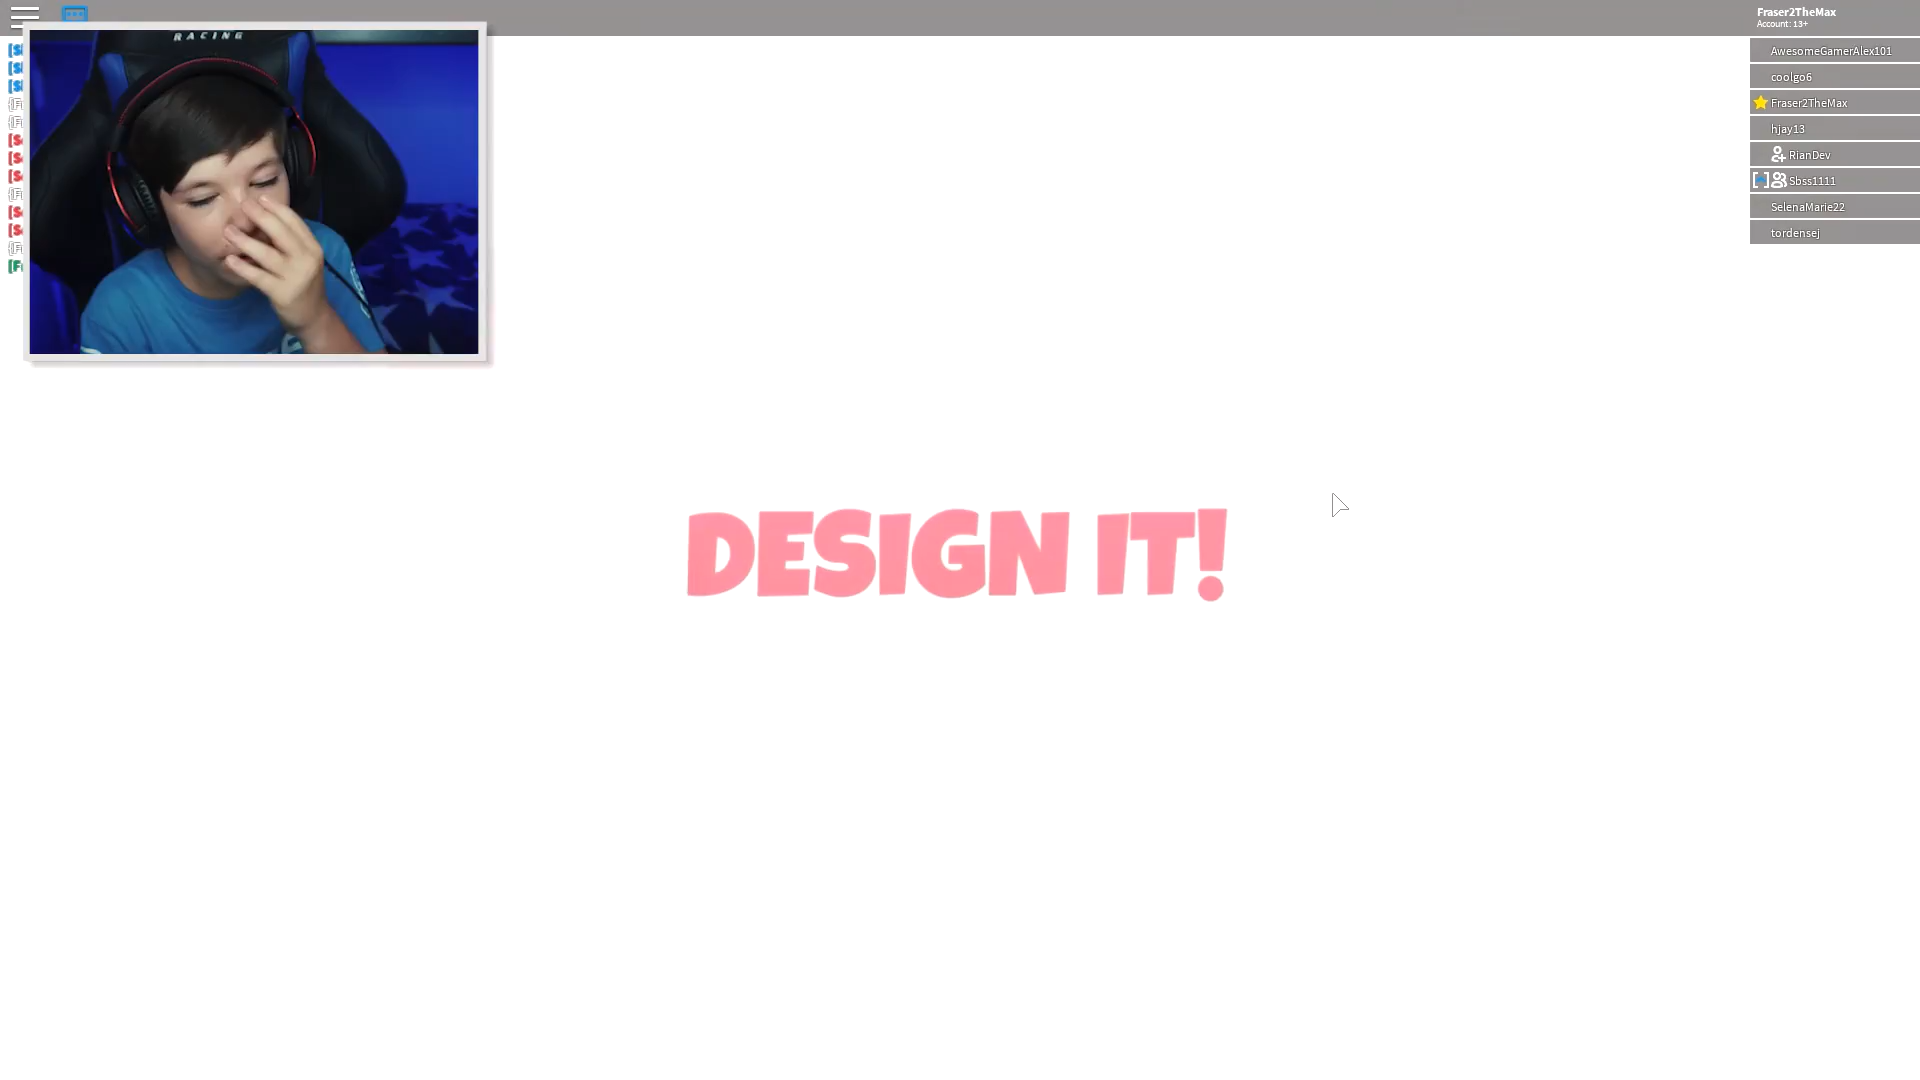 RACING
Fraser2TheMax
Account: 13+
AwesomeGamerAlex101
coolgo6
Fraser2TheMax
hjay13
RianDev
Sbss1111
SelenaMarie22
tordensej
DESIGN IT!